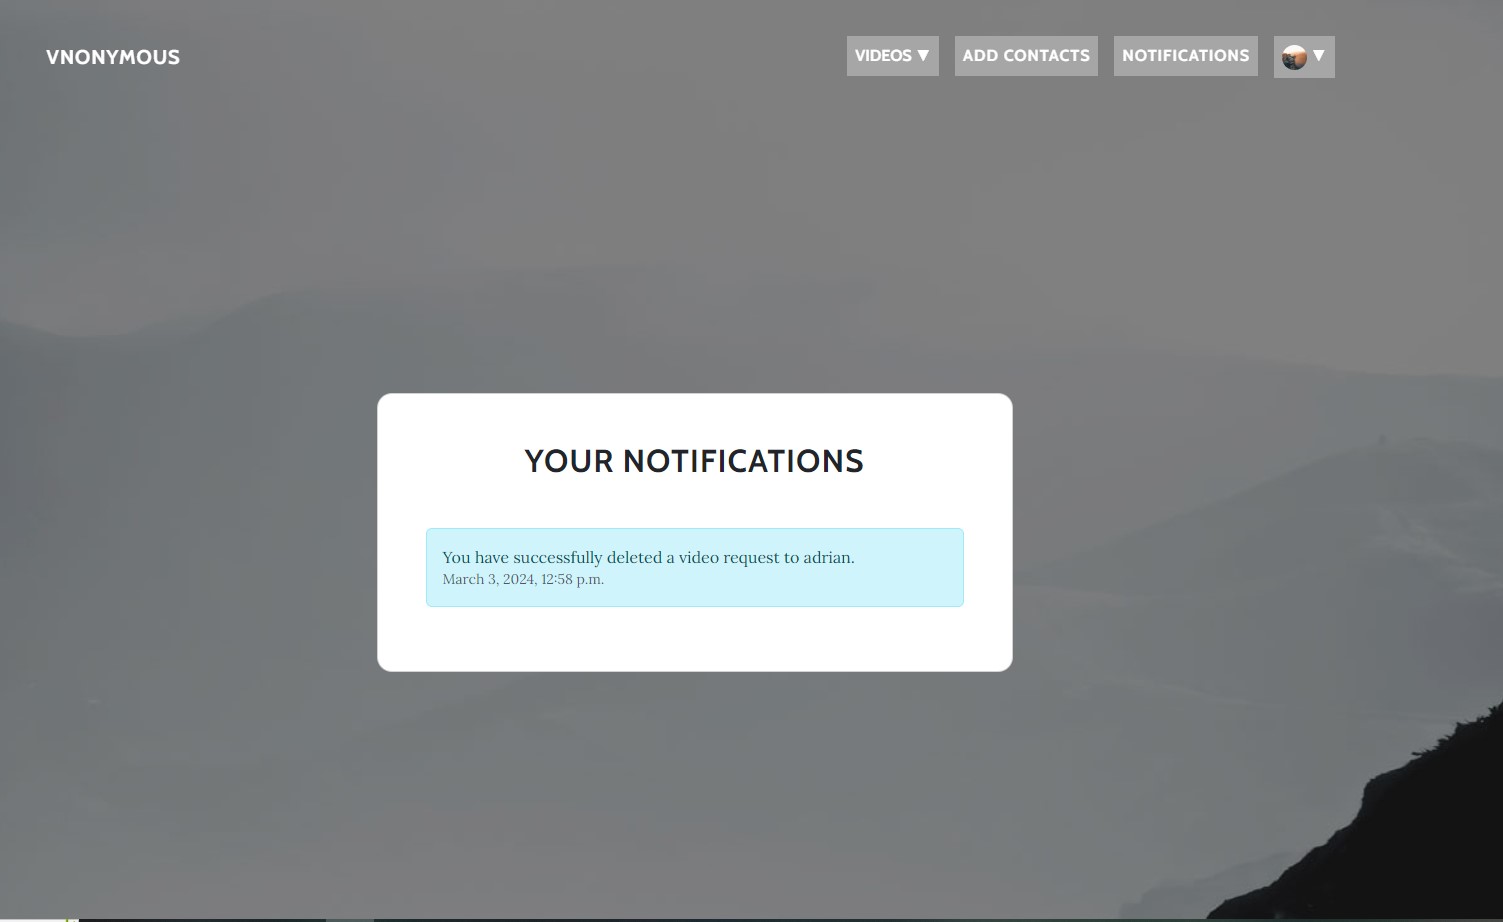 VNONYMOUS
VIDEOS ▼
ADD CONTACTS
NOTIFICATIONS
▼
YOUR NOTIFICATIONS
You have successfully deleted a video request to adrian.
March 3, 2024, 12:58 p.m.